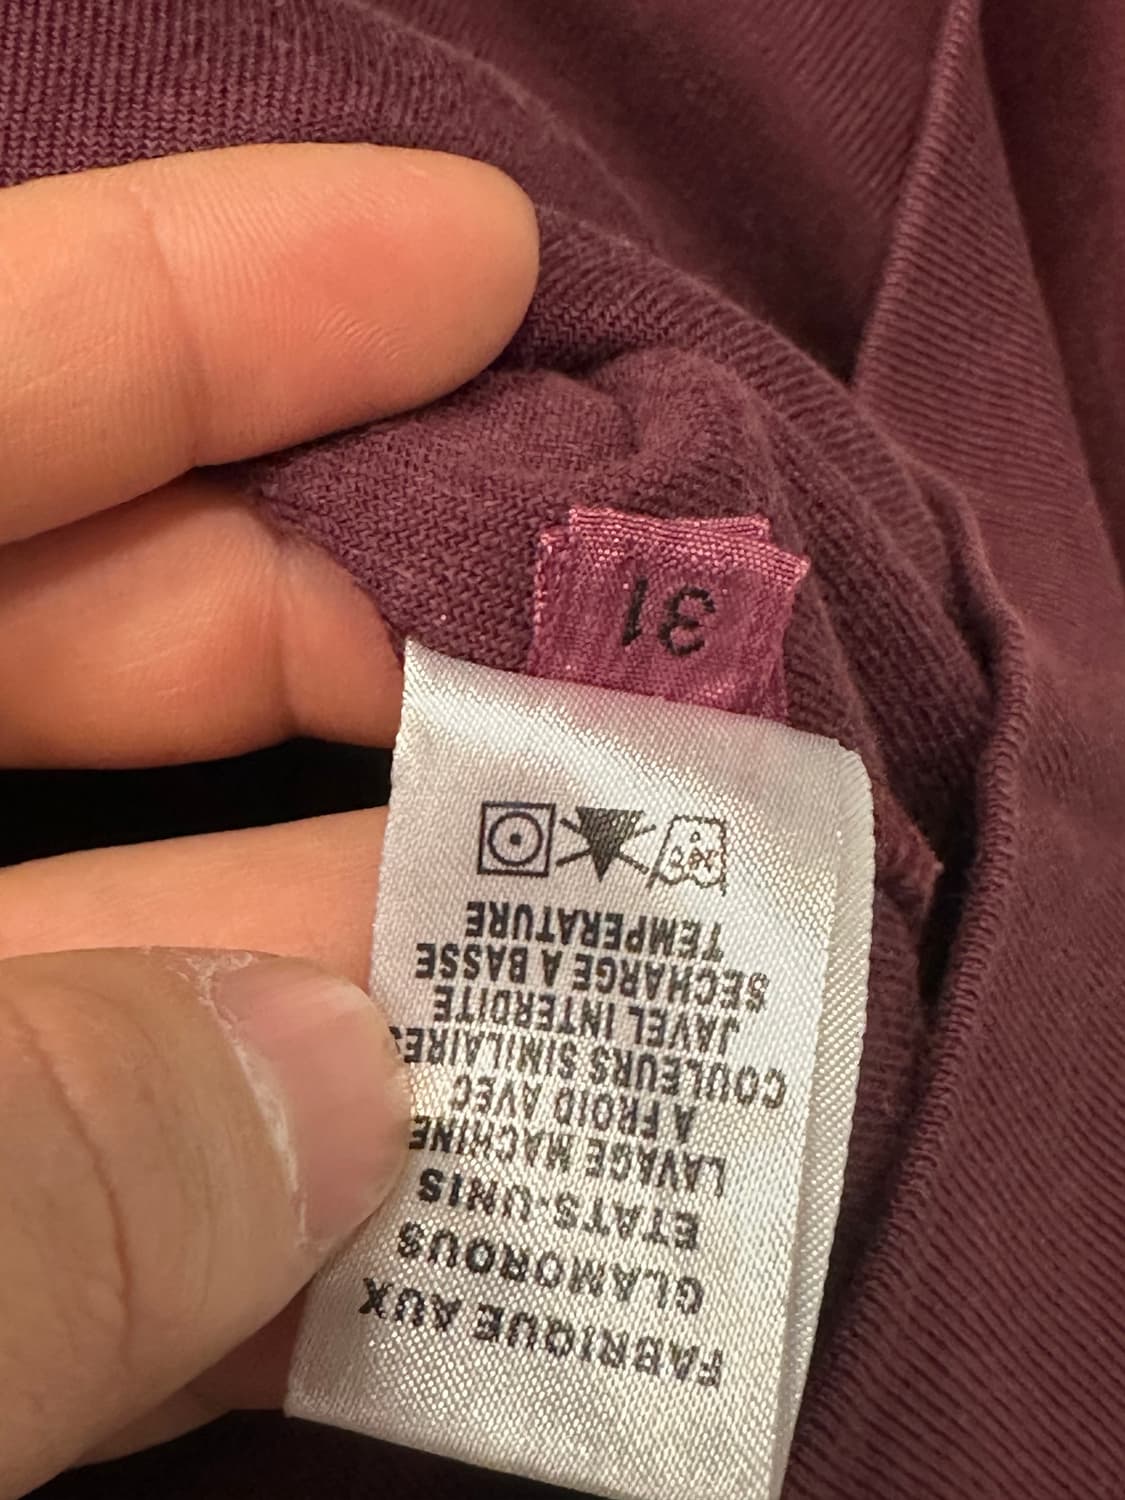 FABRIQUE AUX
GLAMOROUS
ETATS-UNIS
LAVAGE MACHINE
A FROID AVEC
COULEURS SIMILAIRES
JAVEL INTERDITE
SECHARGE A BASSE
TEMPERATURE
31